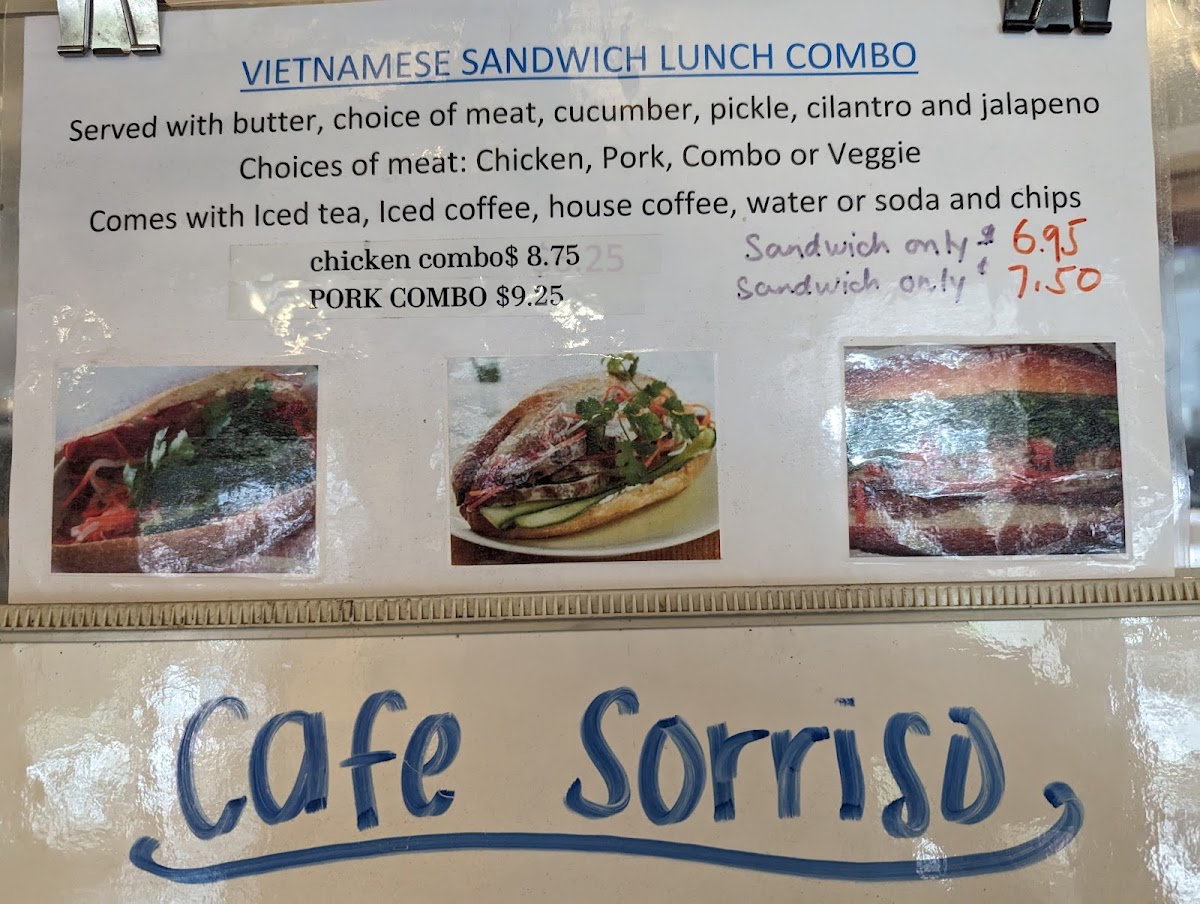 VIETNAMESE SANDWICH LUNCH COMBO
Served with butter, choice of meat, cucumber, pickle, cilantro and jalapeno
Choices of meat: Chicken, Pork, Combo or Veggie
Comes with Iced tea, Iced coffee, house coffee, water or soda and chips
chicken combo$ 8.75
Sandwich only $ 6.95
PORK COMBO $9.25
Sandwich only $ 7.50
Cafe Sorriso